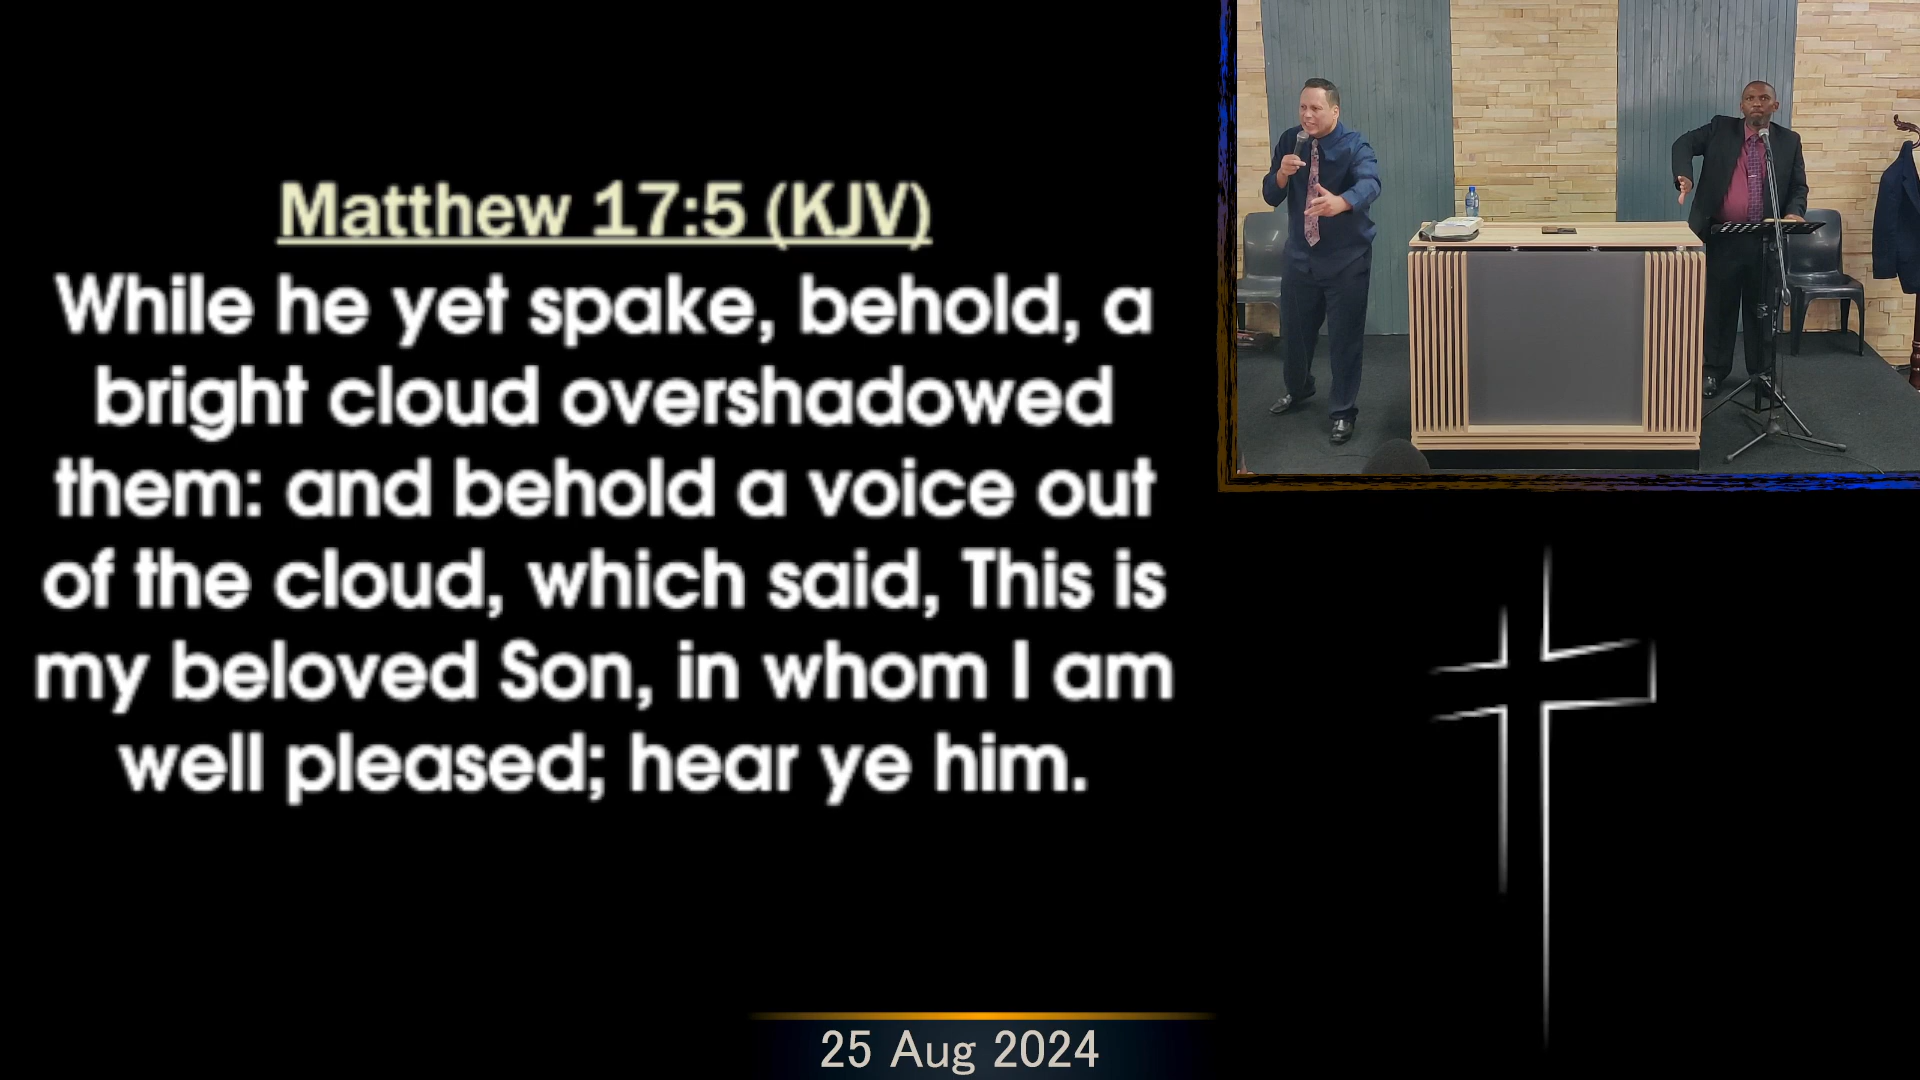 Matthew 17:5 (KJV)
While he yet spake, behold, a
bright cloud overshadowed
them: and behold a voice out
of the cloud, which said, This is
my beloved Son, in whom I am
well pleased; hear ye him.
25 Aug 2024